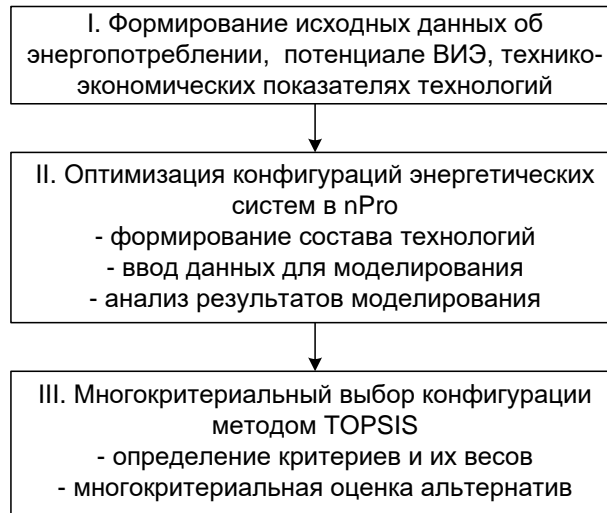 I. Формирование исходных данных об
энергопотреблении, потенциале ВИЭ, технико-
экономических показателях технологий
II. Оптимизация конфигураций энергетических
систем в nPro
- формирование состава технологий
- ввод данных для моделирования
- анализ результатов моделирования
III. Многокритериальный выбор конфигурации
методом TOPSIS
- определение критериев и их весов
- многокритериальная оценка альтернатив